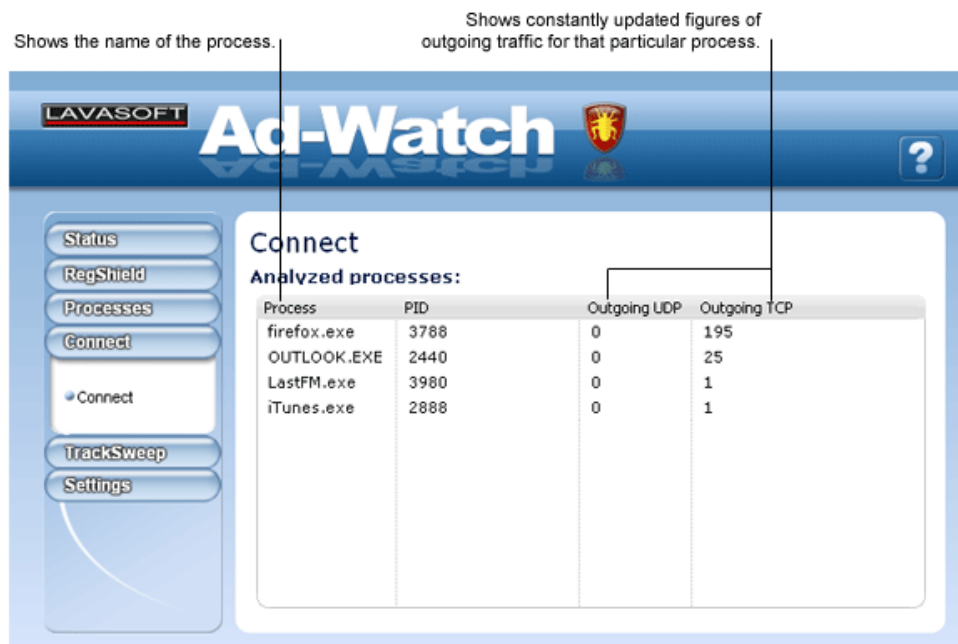 Shows the name of the process.
Shows constantly updated figures of
outgoing traffic for that particular process.
LAVASOFT
Ad-Watch
?
Status
RegShield
Processes
Connect
Connect
TrackSweep
Settings
Connect
Analyzed processes:
Process PID Outgoing UDP Outgoing TCP
firefox.exe 3788 0 195
OUTLOOK.EXE 2440 0 25
LastFM.exe 3980 0 1
iTunes.exe 2888 0 1